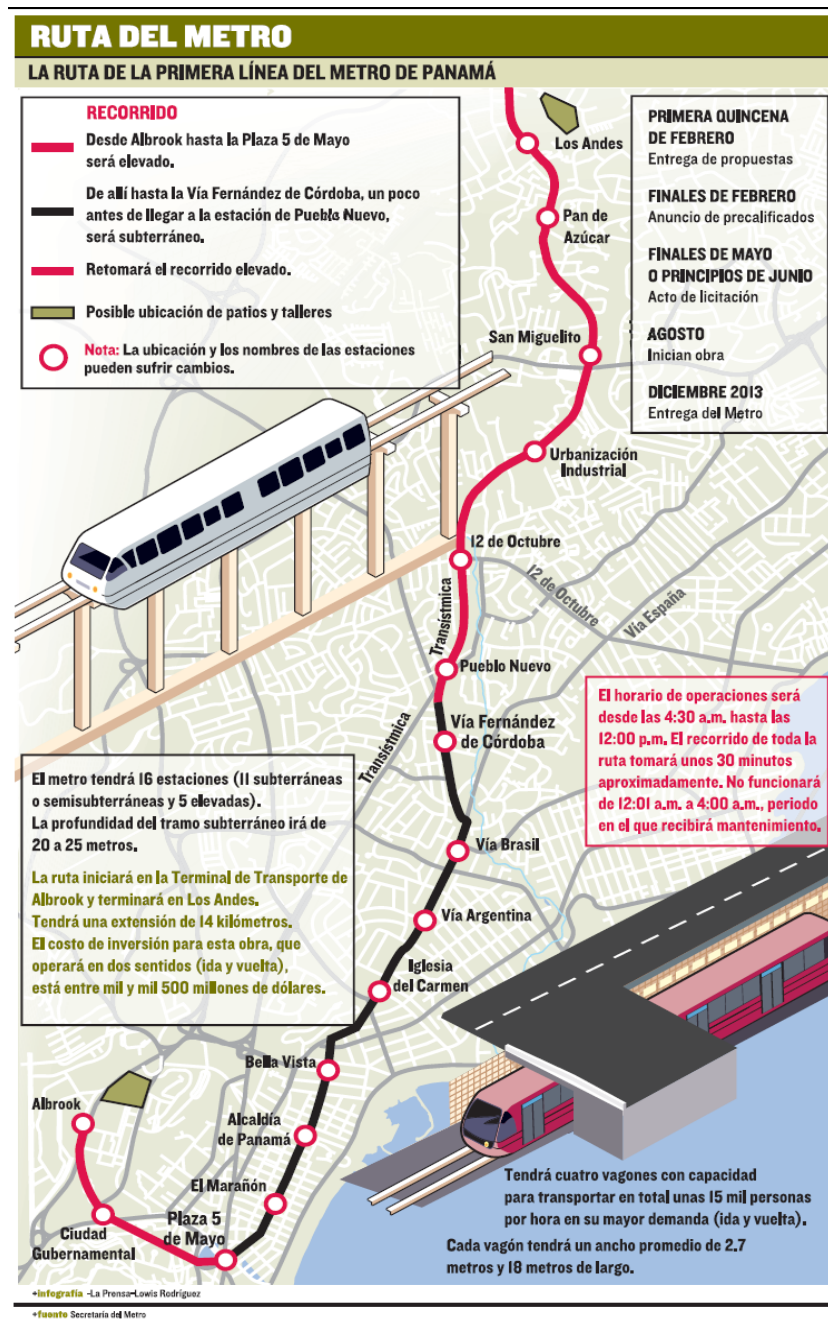 RUTA DEL METRO
LA RUTA DE LA PRIMERA LÍNEA DEL METRO DE PANAMÁ
RECORRIDO
Desde Albrook hasta la Plaza 5 de Mayo
será elevado.
De allí hasta la Vía Fernández de Córdoba, un poco
antes de llegar a la estación de Pueblo Nuevo,
será subterráneo.
Retomará el recorrido elevado.
Posible ubicación de patios y talleres
Nota: La ubicación y los nombres de las estaciones
pueden sufrir cambios.
PRIMERA QUINCENA
DE FEBRERO
Entrega de propuestas
FINALES DE FEBRERO
Anuncio de precalificados
FINALES DE MAYO
O PRINCIPIOS DE JUNIO
Acto de licitación
AGOSTO
Inician obra
DICIEMBRE 2013
Entrega del Metro
Los Andes
Pan de
Azúcar
San Miguelito
Urbanización
Industrial
12 de Octubre
12 de Octubre
Vía España
Transístmica
Pueblo Nuevo
Transístmica
Vía Fernández
de Córdoba
El horario de operaciones será
desde las 4:30 a.m. hasta las
12:00 p.m. El recorrido de toda la
ruta tomará unos 30 minutos
aproximadamente. No funcionará
de 12:01 a.m. a 4:00 a.m., periodo
en el que recibirá mantenimiento.
El metro tendrá 16 estaciones (11 subterráneas
o semisubterráneas y 5 elevadas).
La profundidad del tramo subterráneo irá de
20 a 25 metros.
La ruta iniciará en la Terminal de Transporte de
Albrook y terminará en Los Andes.
Tendrá una extensión de 14 kilómetros.
El costo de inversión para esta obra, que
operará en dos sentidos (ida y vuelta),
está entre mil y mil 500 millones de dólares.
Vía Brasil
Vía Argentina
Iglesia
del Carmen
Bella Vista
Albrook
Alcaldía
de Panamá
El Marañón
Plaza 5
de Mayo
Ciudad
Gubernamental
Tendrá cuatro vagones con capacidad
para transportar en total unas 15 mil personas
por hora en su mayor demanda (ida y vuelta).
Cada vagón tendrá un ancho promedio de 2.7
metros y 18 metros de largo.
+infografía -La Prensa-Lowis Rodríguez
+fuente Secretaría del Metro